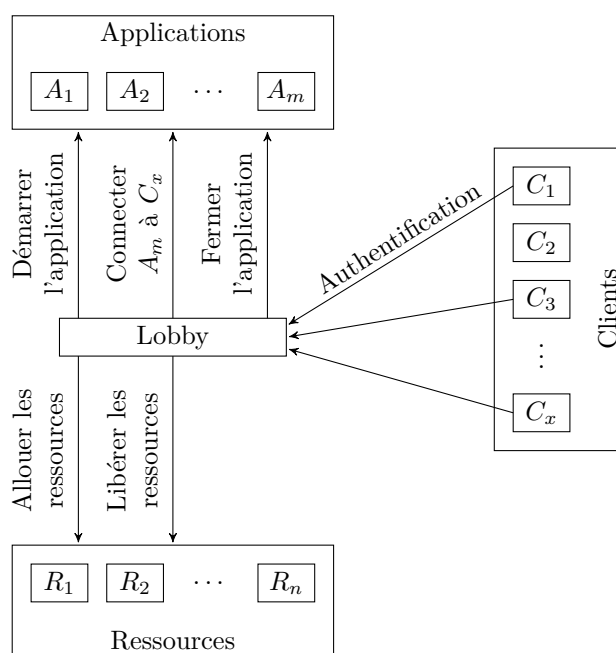 Applications
A₁ A₂ ⋯ Aₘ
Démarrer
l'application
Connecter
Aₘ à Cₓ
Fermer
l'application
Authentification
C₁
C₂
C₃
⋮
Cₓ
Clients
Lobby
Allouer les
ressources
Libérer les
ressources
R₁ R₂ ⋯ Rₙ
Ressources